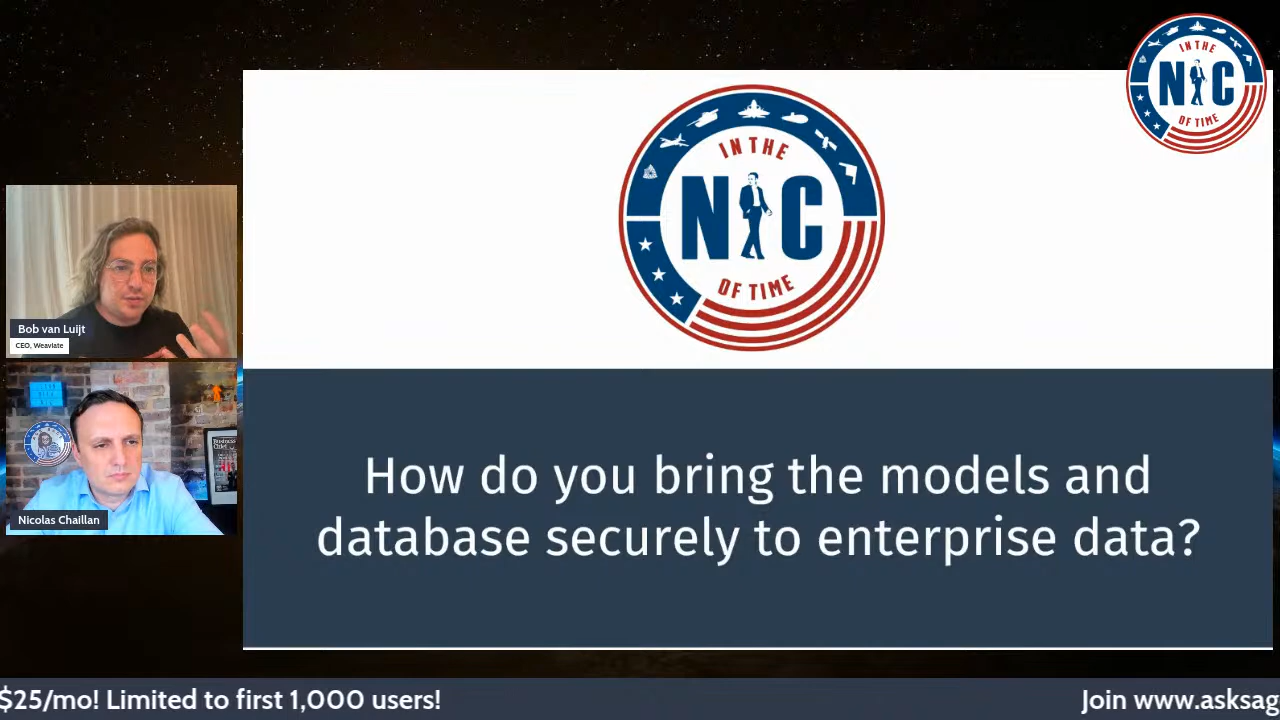 IN THE
NIC
OF TIME
IN THE
NIC
OF TIME
Bob van Luijt
CEO, Weaviate
Nicolas Chaillan
How do you bring the models and
database securely to enterprise data?
$25/mo! Limited to first 1,000 users!
Join www.asksag